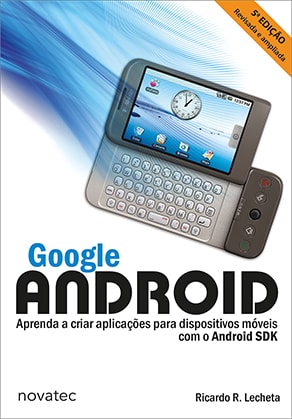 5ª EDIÇÃO
Revisada e ampliada
Google
ANDROID
Aprenda a criar aplicações para dispositivos móveis
com o Android SDK
novatec
Ricardo R. Lecheta